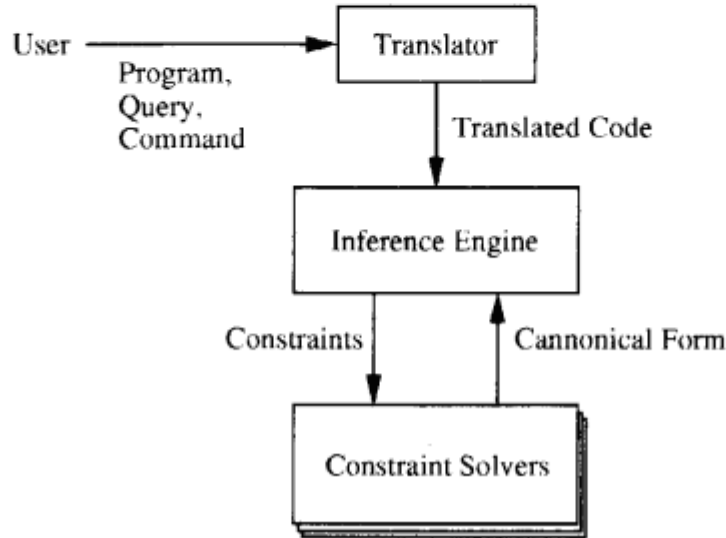 User
Translator
Program,
Query,
Command
Translated Code
Inference Engine
Constraints
Cannonical Form
Constraint Solvers